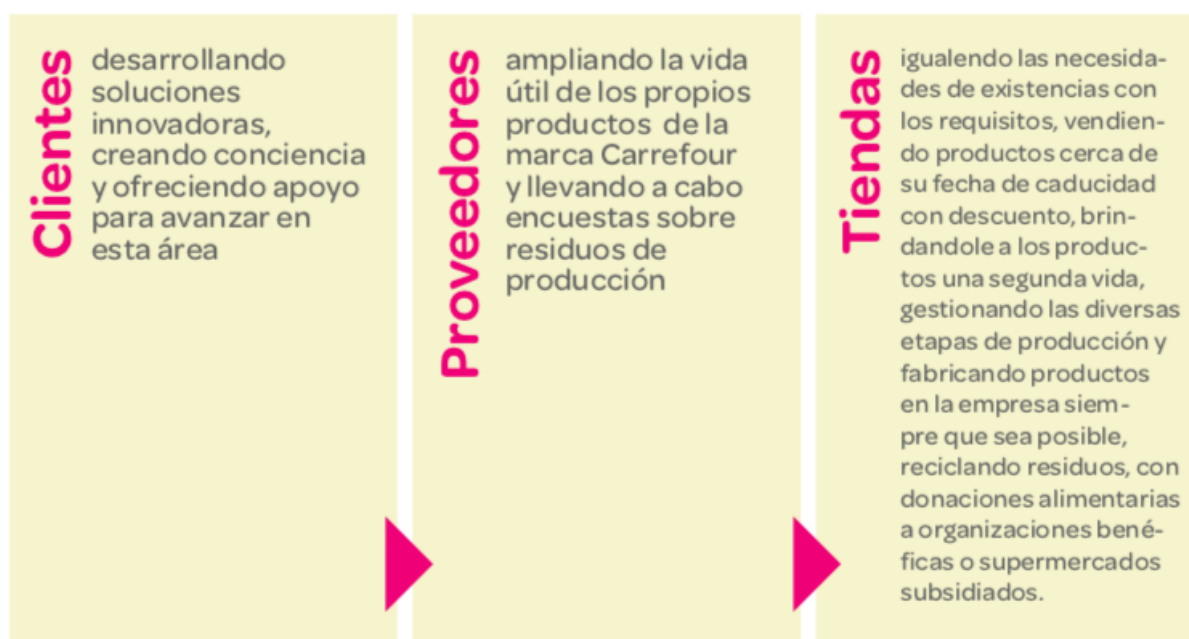 Clientes
desarrollando
soluciones
innovadoras,
creando conciencia
y ofreciendo apoyo
para avanzar en
esta área
Proveedores
ampliando la vida
útil de los propios
productos de la
marca Carrefour
y llevando a cabo
encuestas sobre
residuos de
producción
Tiendas
igualendo las necesida-
des de existencias con
los requisitos, vendien-
do productos cerca de
su fecha de caducidad
con descuento, brin-
dandole a los produc-
tos una segunda vida,
gestionando las diversas
etapas de producción y
fabricando productos
en la empresa siem-
pre que sea posible,
reciclando residuos, con
donaciones alimentarias
a organizaciones bené-
ficas o supermercados
subsidiados.